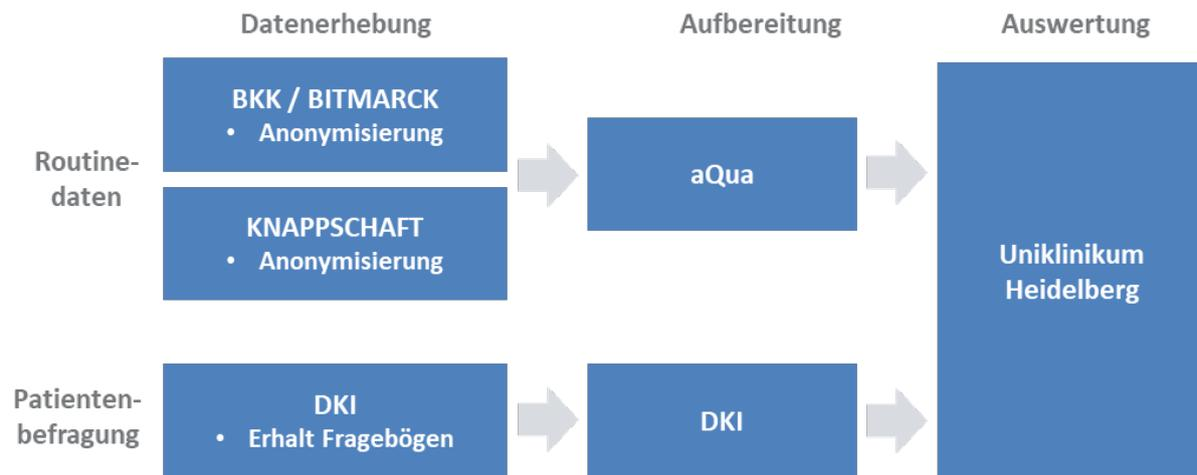 Datenerhebung
Aufbereitung
Auswertung
Routine-
daten
BKK / BITMARCK
• Anonymisierung
KNAPPSCHAFT
• Anonymisierung
aQua
Uniklinikum
Heidelberg
Patienten-
befragung
DKI
• Erhalt Fragebögen
DKI